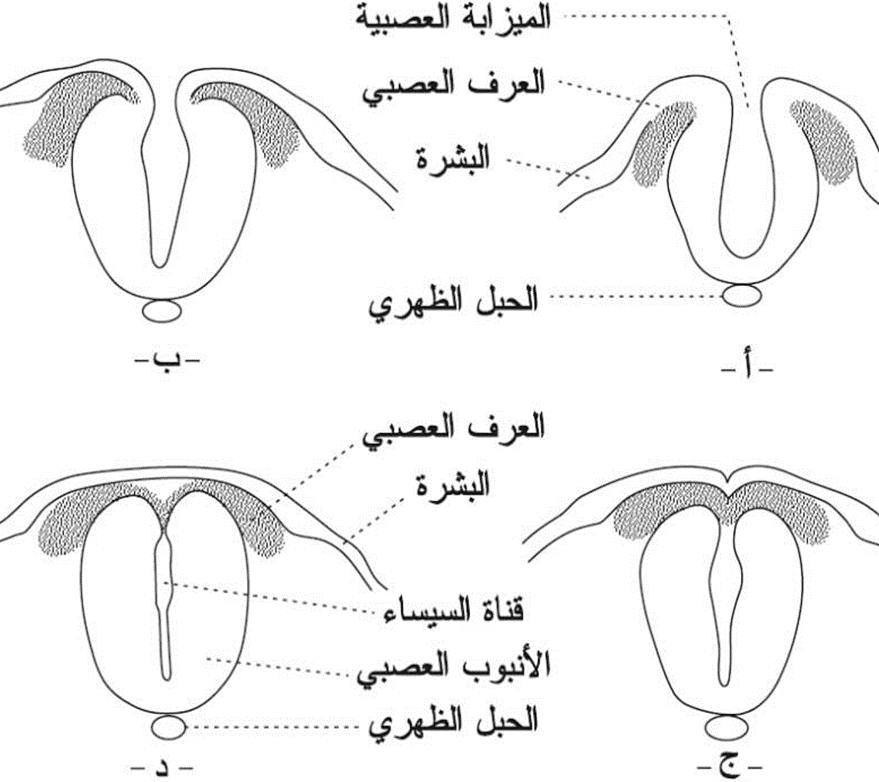 الميزابة العصبية
العرف العصبي
البشرة
الحبل الظهري
- أ -
- ب -
العرف العصبي
البشرة
قناة السيساء
الأنبوب العصبي
الحبل الظهري
- ج -
- د -